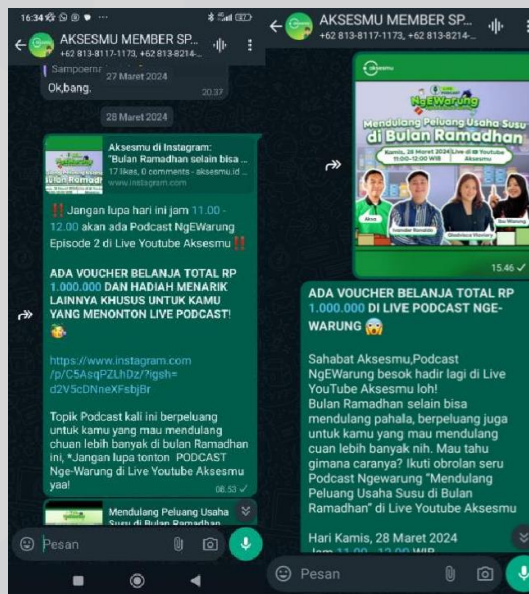 16:34
AKSESMU MEMBER SP...
+62 813-8117-1173, +62 813-8214-...
Sampoerna
27 Maret 2024
Ok,bang.
20.37
28 Maret 2024
Aksesmu di Instagram:
"Bulan Ramadhan selain bisa ...
17 likes, 0 comments - aksesmu.id ...
www.instagram.com
‼️Jangan lupa hari ini jam 11.00 -
12.00 akan ada Podcast NgEWarung
Episode 2 di Live Youtube Aksesmu‼️
ADA VOUCHER BELANJA TOTAL RP
1.000.000 DAN HADIAH MENARIK
LAINNYA KHUSUS UNTUK KAMU
YANG MENONTON LIVE PODCAST!
https://www.instagram.com
/p/C5AsqPZLhDz/?igsh=
d2V5cDNneXFsbjBr
Topik Podcast kali ini berpeluang
untuk kamu yang mau mendulang
chuan lebih banyak di bulan Ramadhan
ini, *Jangan lupa tonton PODCAST
Nge-Warung di Live Youtube Aksesmu
yaa!
08.53
Mendulang Peluang Usaha
Susu di Bulan Ramadhan
Pesan
AKSESMU MEMBER SP...
+62 813-8117-1173, +62 813-8214-...
aksesmu
LIVE PODCAST
NgEWarung
Mendulang Peluang Usaha Susu
di Bulan Ramadhan
Kamis, 28 Maret 2024 Live di Youtube
11:00-12:00 WIB Aksesmu
15.46
ADA VOUCHER BELANJA TOTAL RP
1.000.000 DI LIVE PODCAST NGE-
WARUNG 😱
Sahabat Aksesmu,Podcast
NgEWarung besok hadir lagi di Live
YouTube Aksesmu loh!
Bulan Ramadhan selain bisa
mendulang pahala, berpeluang juga
untuk kamu yang mau mendulang
cuan lebih banyak nih. Mau tahu
gimana caranya? Ikuti obrolan seru
Podcast Ngewarung "Mendulang
Peluang Usaha Susu di Bulan
Ramadhan" di Live Youtube Aksesmu
Hari Kamis, 28 Maret 2024
Jam 11.00 - 12.00 WIB
Pesan